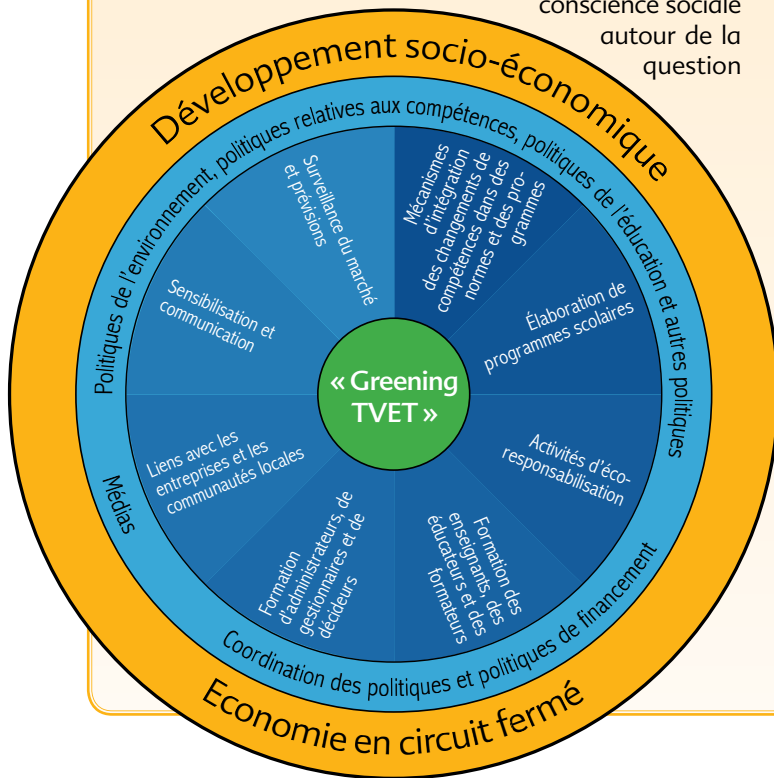 conscience sociale
autour de la
question
Développement socio-économique
Politiques de l'environnement, politiques relatives aux compétences, politiques de l'éducation et autres politiques
Surveillance du marché
et prévisions
Mécanismes
d'intégration
des changements de
compétences dans des
normes et des pro-
grammes
Sensibilisation et
communication
Élaboration de
programmes scolaires
« Greening
TVET »
Liens avec les
entreprises et les
communautés locales
Activités d'éco-
responsabilisation
Formation
d'administrateurs, de
gestionnaires et de
décideurs
Formation des
enseignants, des
éducateurs et des
formateurs
Médias
Coordination des politiques et politiques de financement
Economie en circuit fermé